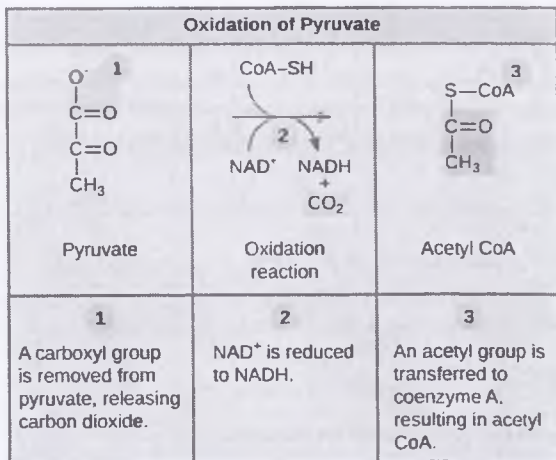 Oxidation of Pyruvate
1
O⁻
C=O
C=O
CH₃
Pyruvate
CoA–SH
2
NAD⁺ NADH
+
CO₂
Oxidation
reaction
3
S—CoA
C=O
CH₃
Acetyl CoA
1
A carboxyl group
is removed from
pyruvate, releasing
carbon dioxide.
2
NAD⁺ is reduced
to NADH.
3
An acetyl group is
transferred to
coenzyme A,
resulting in acetyl
CoA.